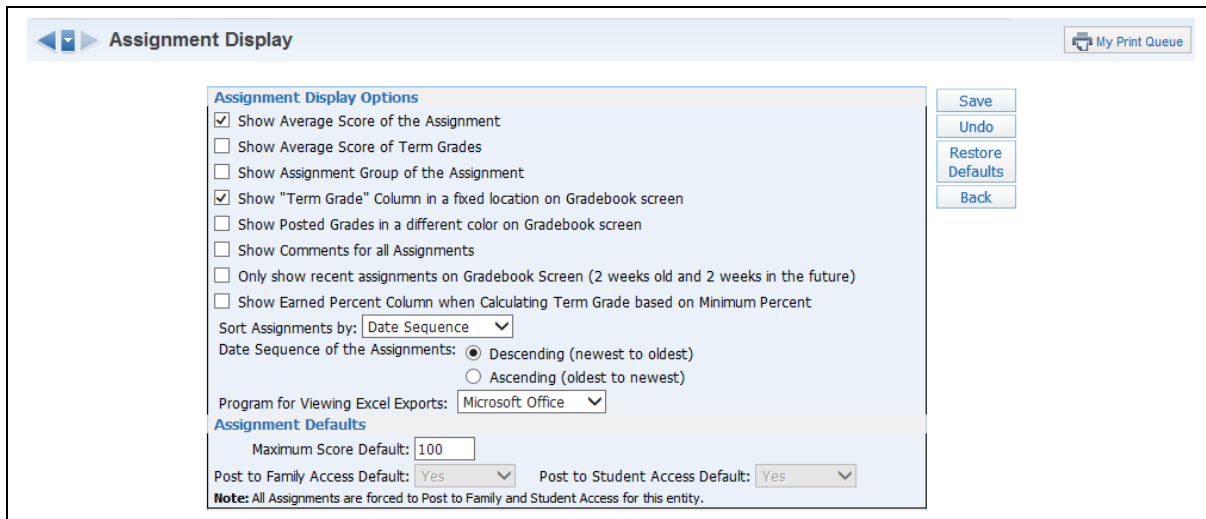 Assignment Display
My Print Queue
Assignment Display Options
Show Average Score of the Assignment
Show Average Score of Term Grades
Show Assignment Group of the Assignment
Show "Term Grade" Column in a fixed location on Gradebook screen
Show Posted Grades in a different color on Gradebook screen
Show Comments for all Assignments
Only show recent assignments on Gradebook Screen (2 weeks old and 2 weeks in the future)
Show Earned Percent Column when Calculating Term Grade based on Minimum Percent
Sort Assignments by: Date Sequence
Date Sequence of the Assignments: Descending (newest to oldest)
Ascending (oldest to newest)
Program for Viewing Excel Exports: Microsoft Office
Assignment Defaults
Maximum Score Default: 100
Post to Family Access Default: Yes Post to Student Access Default: Yes
Note: All Assignments are forced to Post to Family and Student Access for this entity.
Save
Undo
Restore
Defaults
Back